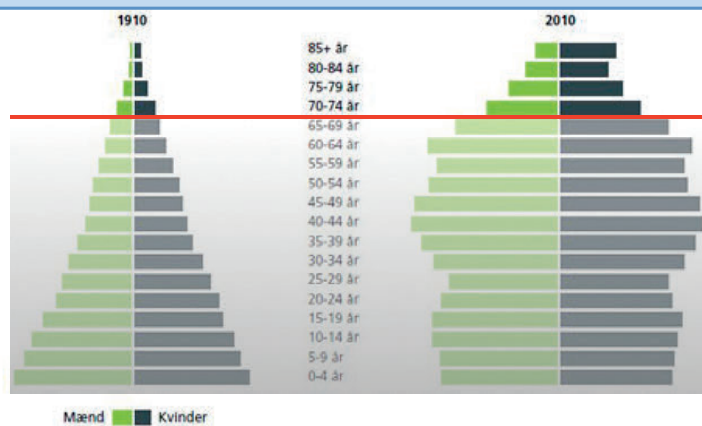 1910 2010
85+ år
80-84 år
75-79 år
70-74 år
65-69 år
60-64 år
55-59 år
50-54 år
45-49 år
40-44 år
35-39 år
30-34 år
25-29 år
20-24 år
15-19 år
10-14 år
5-9 år
0-4 år
Mænd Kvinder